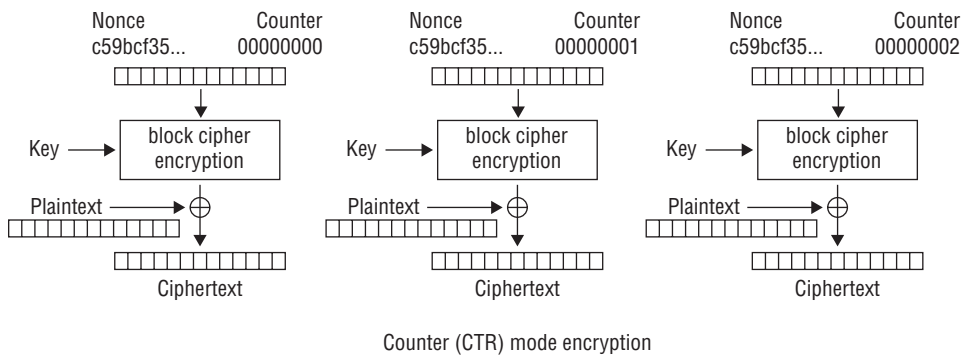 Nonce Counter Nonce Counter Nonce Counter
c59bcf35... 00000000 c59bcf35... 00000001 c59bcf35... 00000002
Key block cipher encryption Key block cipher encryption Key block cipher encryption
Plaintext Plaintext Plaintext
Ciphertext Ciphertext Ciphertext
Counter (CTR) mode encryption